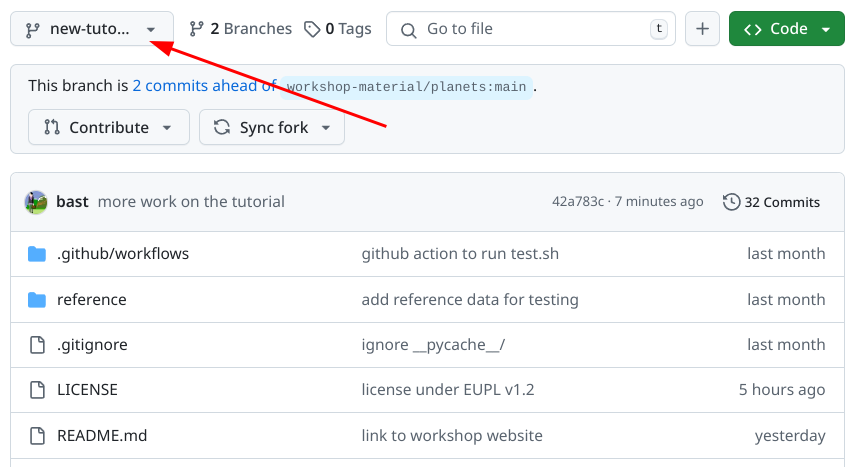 new-tuto... 2 Branches 0 Tags Go to file t + Code
This branch is 2 commits ahead of workshop-material/planets:main.
Contribute Sync fork
bast more work on the tutorial 42a783c · 7 minutes ago 32 Commits
.github/workflows github action to run test.sh last month
reference add reference data for testing last month
.gitignore ignore __pycache__/ last month
LICENSE license under EUPL v1.2 5 hours ago
README.md link to workshop website yesterday